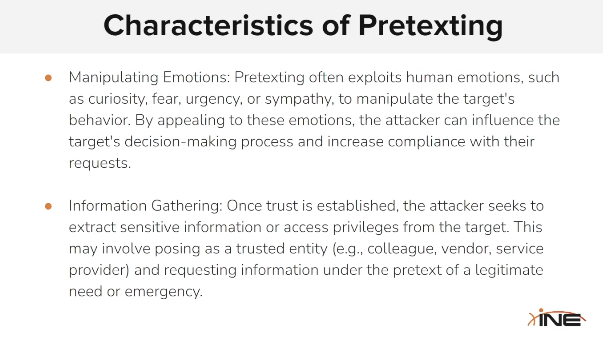 Characteristics of Pretexting
● Manipulating Emotions: Pretexting often exploits human emotions, such
as curiosity, fear, urgency, or sympathy, to manipulate the target's
behavior. By appealing to these emotions, the attacker can influence the
target's decision-making process and increase compliance with their
requests.
● Information Gathering: Once trust is established, the attacker seeks to
extract sensitive information or access privileges from the target. This
may involve posing as a trusted entity (e.g., colleague, vendor, service
provider) and requesting information under the pretext of a legitimate
need or emergency.
INE